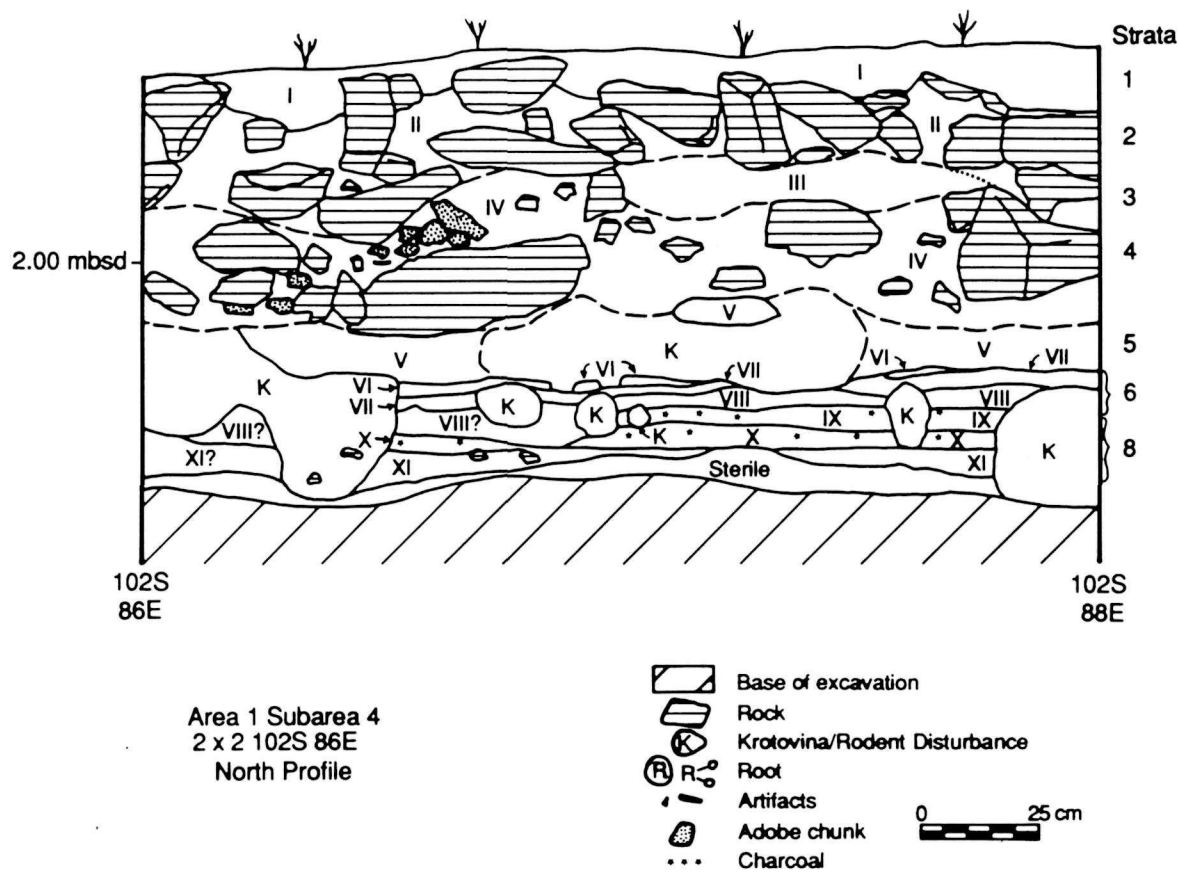 Strata
I
I
1
II
II
2
III
3
IV
2.00 mbsd
IV
4
V
V
K
V
VI
VII
5
K
VI
VI
VII
6
VII
K
K
VIII
K
VIII
VIII?
VIII?
IX
IX
X
K
X
X
K
8
XI?
XI
Sterile
XI
102S
86E
102S
88E
Base of excavation
Area 1 Subarea 4
2 x 2 102S 86E
North Profile
Rock
K Krotovina/Rodent Disturbance
R R Root
Artifacts
Adobe chunk
Charcoal
0 25 cm